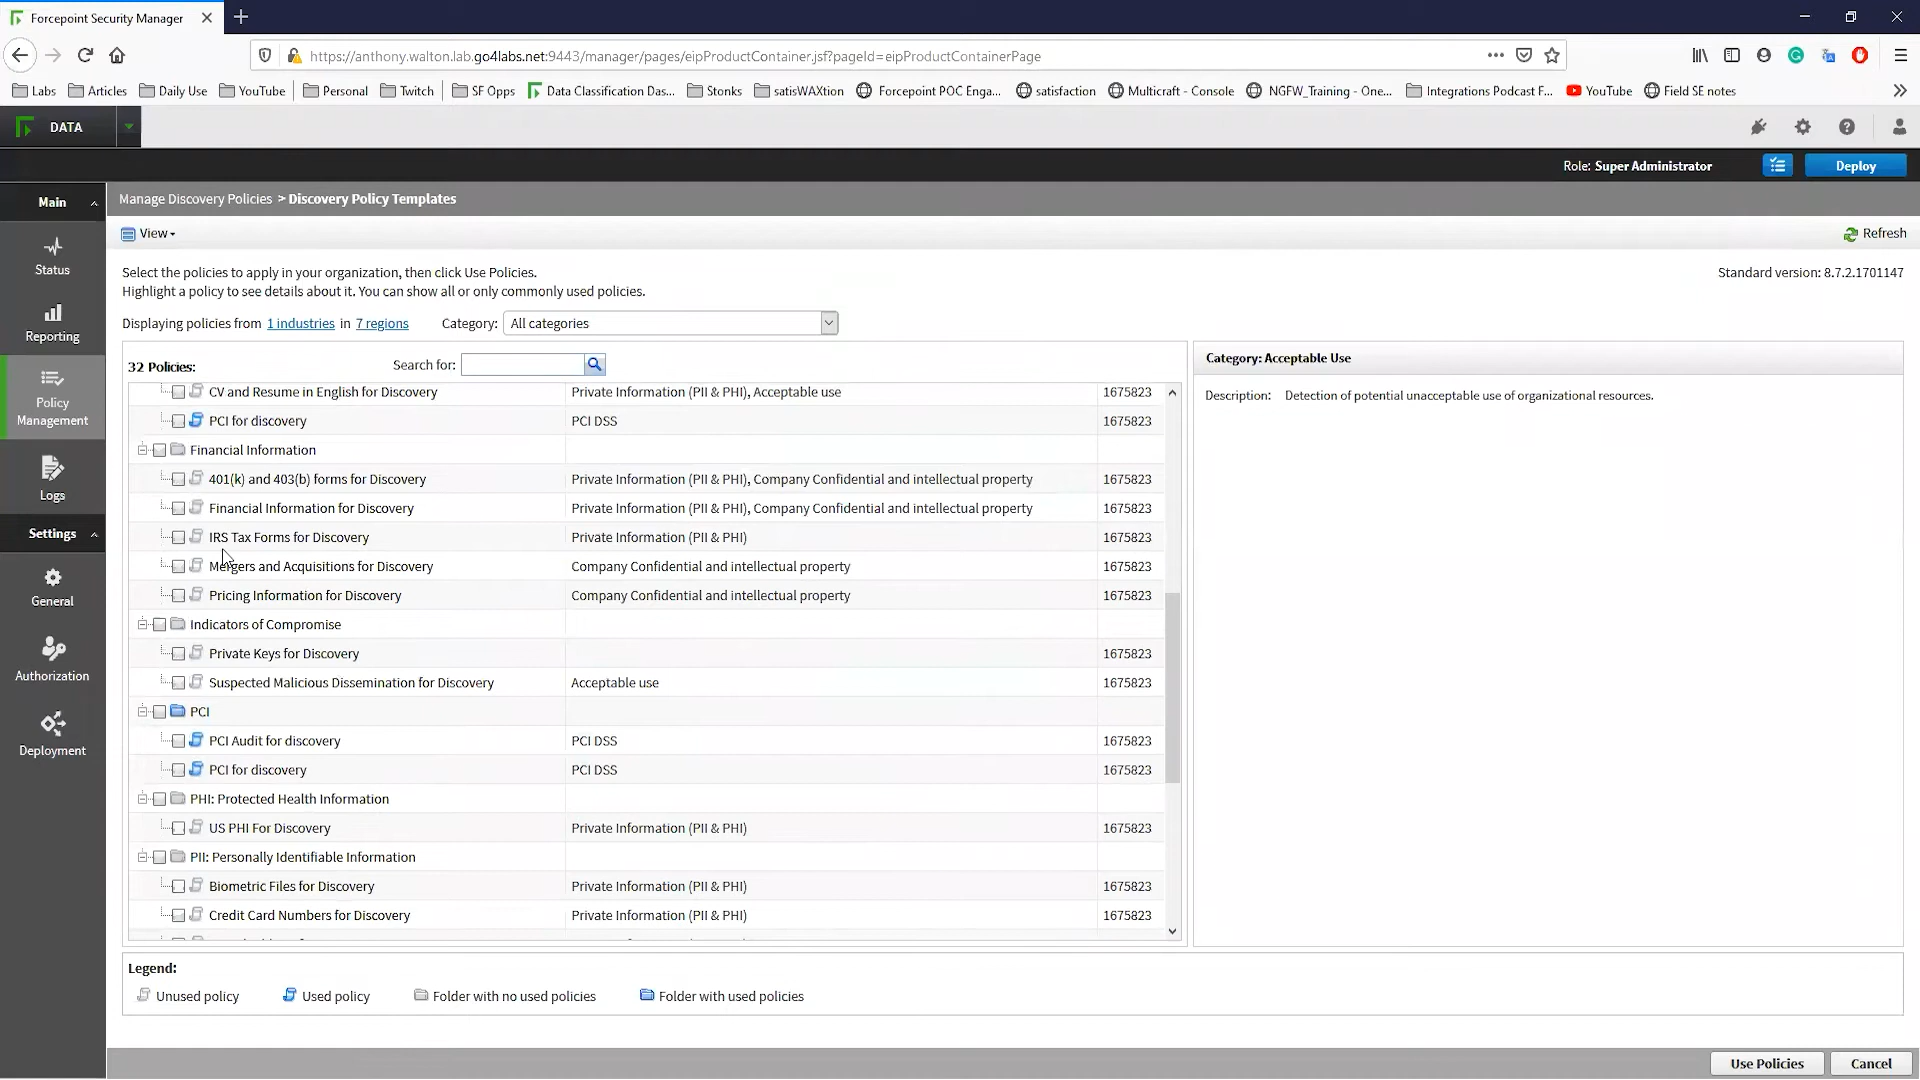 Forcepoint Security Manager
https://anthony.walton.lab.go4labs.net:9443/manager/pages/eipProductContainer.jsf?pageId=eipProductContainerPage
Labs Articles Daily Use YouTube Personal Twitch SF Opps Data Classification Das... Stonks satisWAXtion Forcepoint POC Enga... satisfaction Multicraft - Console NGFW_Training - One... Integrations Podcast F... YouTube Field SE notes
DATA
Role: Super Administrator Deploy
Main
Manage Discovery Policies > Discovery Policy Templates
View
Refresh
Status
Select the policies to apply in your organization, then click Use Policies.
Standard version: 8.7.2.1701147
Highlight a policy to see details about it. You can show all or only commonly used policies.
Displaying policies from 1 industries in 7 regions Category: All categories
Reporting
32 Policies: Search for:
Category: Acceptable Use
Description: Detection of potential unacceptable use of organizational resources.
CV and Resume in English for Discovery Private Information (PII & PHI), Acceptable use 1675823
Policy Management
PCI for discovery PCI DSS 1675823
Financial Information
401(k) and 403(b) forms for Discovery Private Information (PII & PHI), Company Confidential and intellectual property 1675823
Logs
Financial Information for Discovery Private Information (PII & PHI), Company Confidential and intellectual property 1675823
Settings
IRS Tax Forms for Discovery Private Information (PII & PHI) 1675823
Mergers and Acquisitions for Discovery Company Confidential and intellectual property 1675823
General
Pricing Information for Discovery Company Confidential and intellectual property 1675823
Indicators of Compromise
Private Keys for Discovery 1675823
Authorization
Suspected Malicious Dissemination for Discovery Acceptable use 1675823
PCI
PCI Audit for discovery PCI DSS 1675823
Deployment
PCI for discovery PCI DSS 1675823
PHI: Protected Health Information
US PHI For Discovery Private Information (PII & PHI) 1675823
PII: Personally Identifiable Information
Biometric Files for Discovery Private Information (PII & PHI) 1675823
Credit Card Numbers for Discovery Private Information (PII & PHI) 1675823
Legend:
Unused policy Used policy Folder with no used policies Folder with used policies
Use Policies Cancel